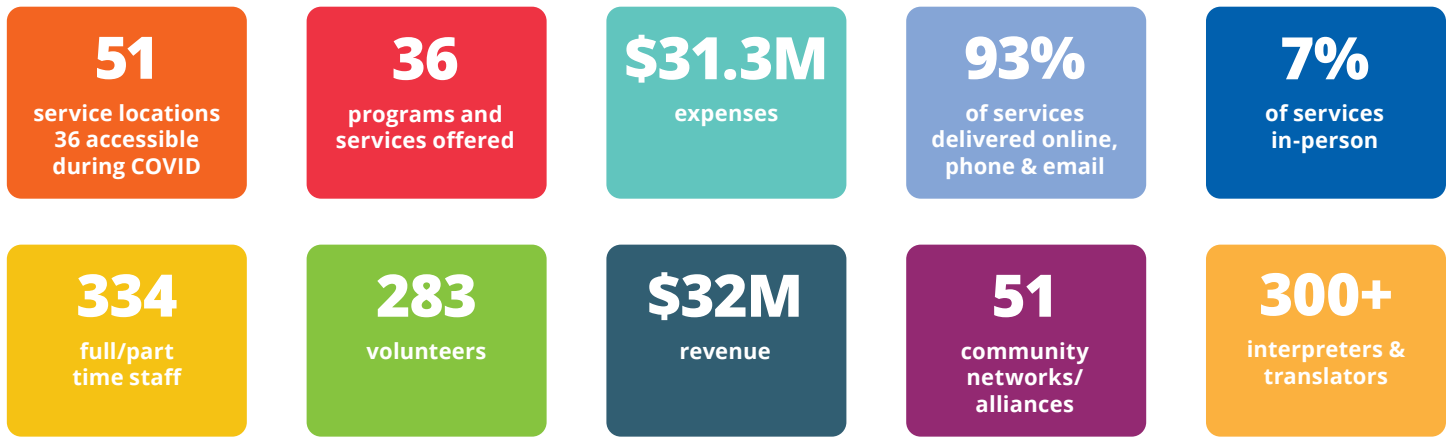 51
service locations
36 accessible
during COVID
36
programs and
services offered
$31.3M
expenses
93%
of services
delivered online,
phone & email
7%
of services
in-person
334
full/part
time staff
283
volunteers
$32M
revenue
51
community
networks/
alliances
300+
interpreters &
translators